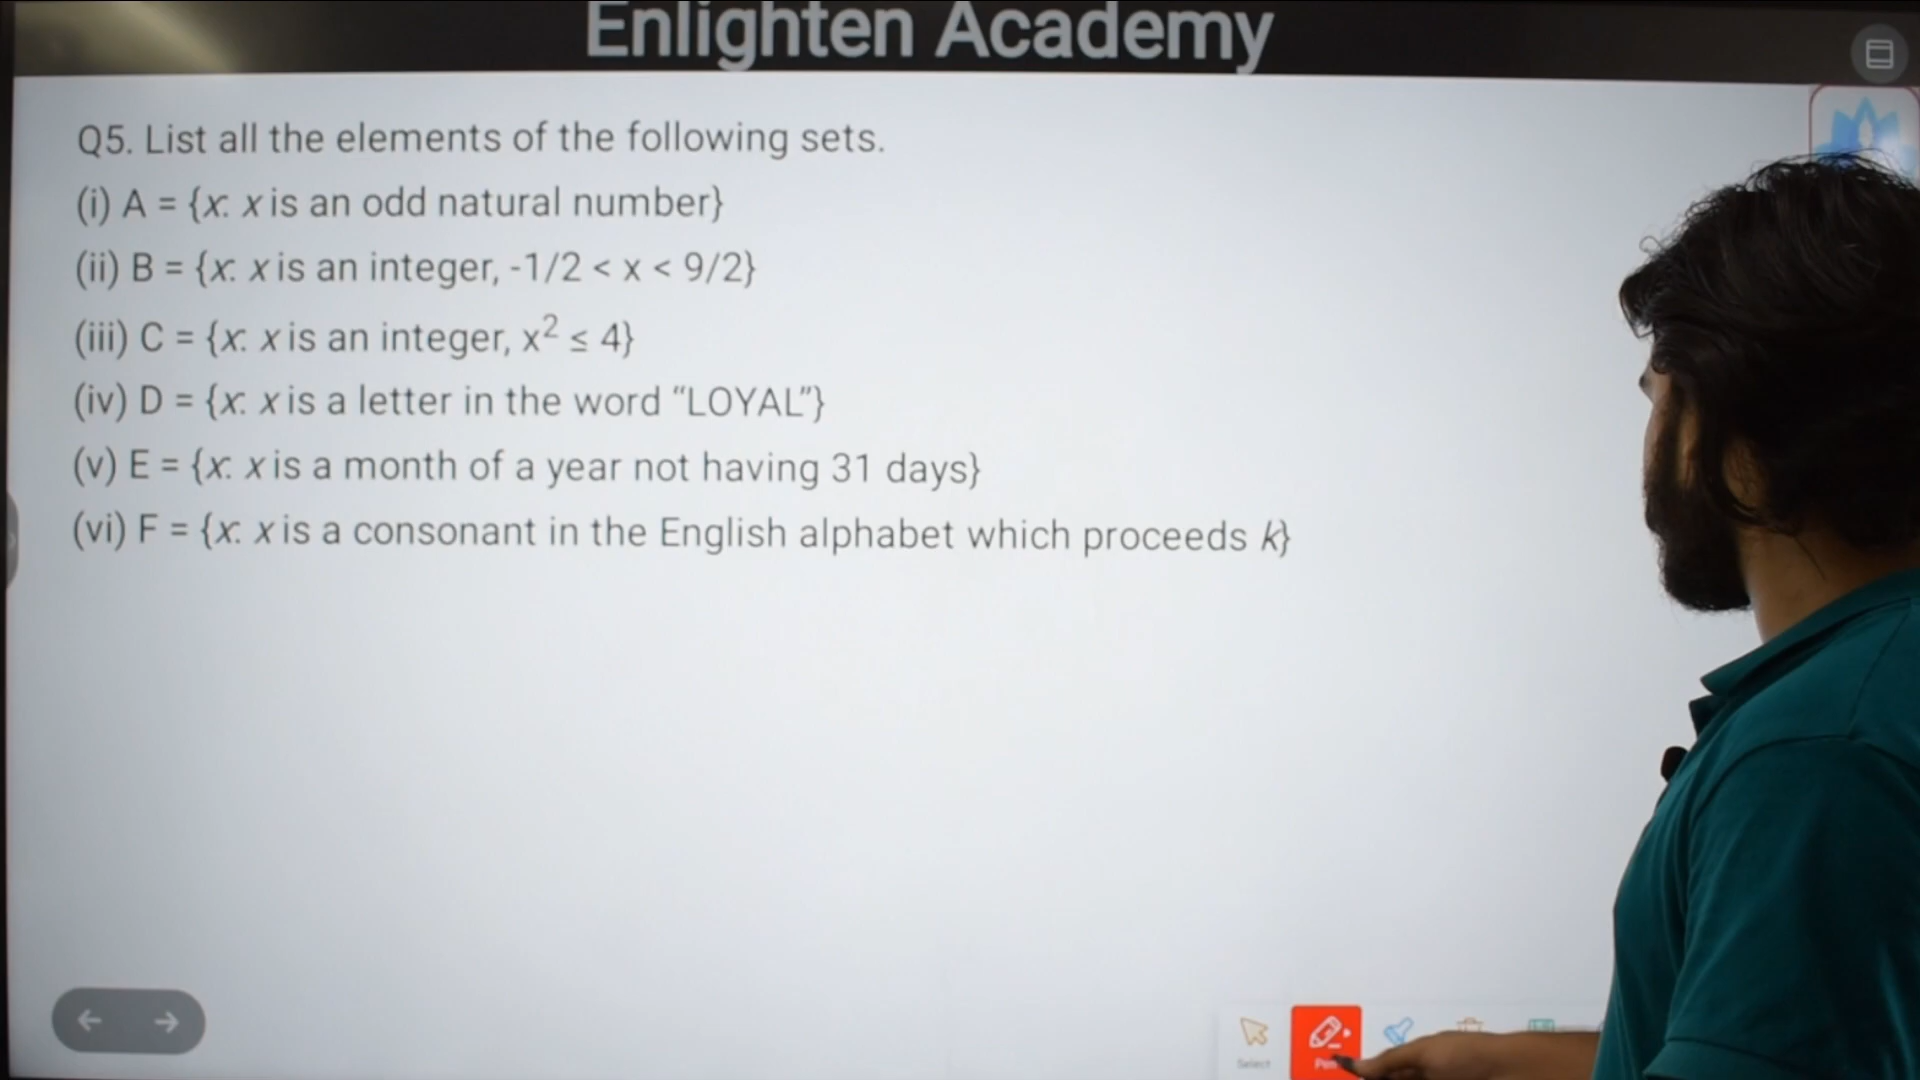 Enlighten Academy
Q5. List all the elements of the following sets.
(i) A = {x: x is an odd natural number}
(ii) B = {x: x is an integer, -1/2 < x < 9/2}
(iii) C = {x: x is an integer, x² ≤ 4}
(iv) D = {x: x is a letter in the word “LOYAL”}
(v) E = {x: x is a month of a year not having 31 days}
(vi) F = {x: x is a consonant in the English alphabet which proceeds k}
Select
Pen